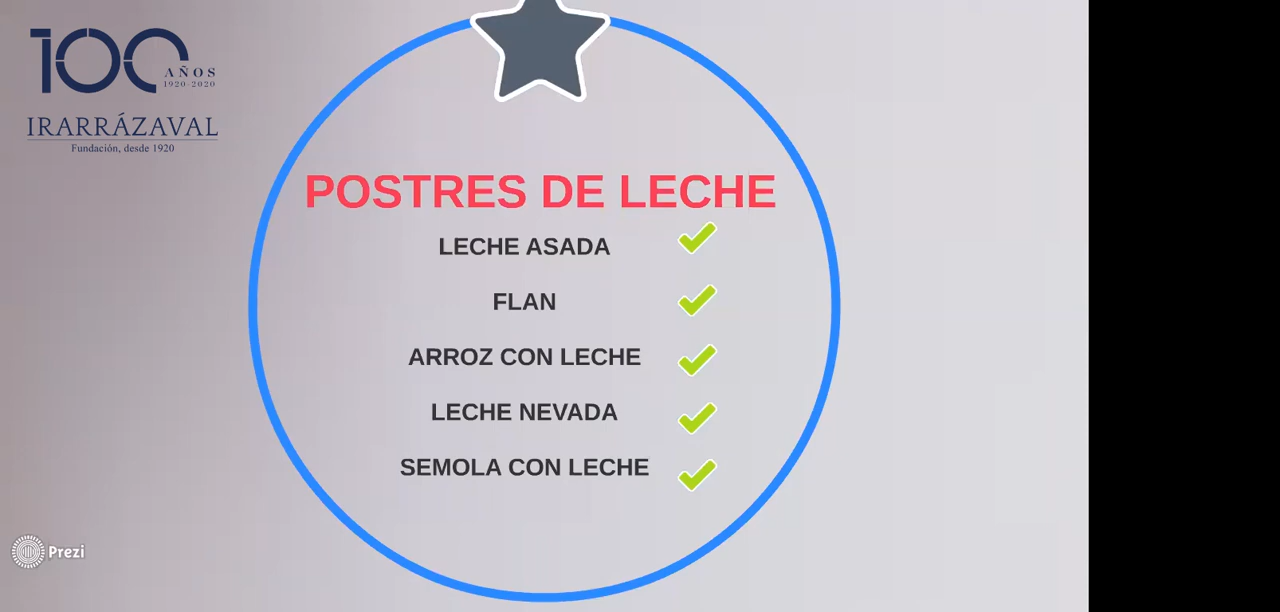 100
AÑOS
1920-2020
IRARRÁZAVAL
Fundación, desde 1920
POSTRES DE LECHE
LECHE ASADA
FLAN
ARROZ CON LECHE
LECHE NEVADA
SEMOLA CON LECHE
Prezi